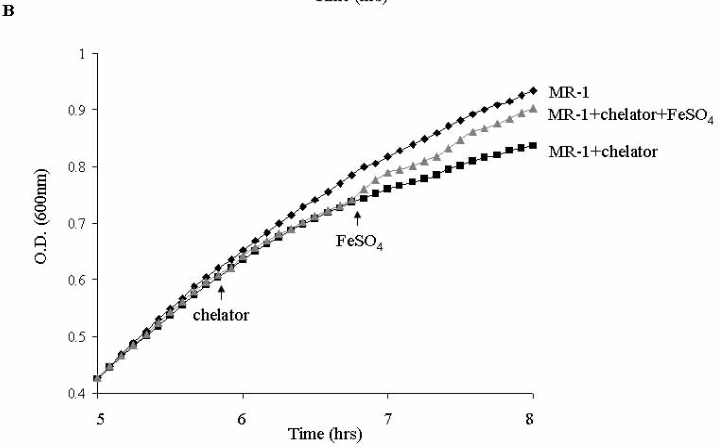 Time (hrs)
B
1
0.9
0.8
0.7
0.6
0.5
0.4
O.D. (600nm)
MR-1
MR-1+chelator+FeSO4
MR-1+chelator
FeSO4
chelator
5 6 7 8
Time (hrs)